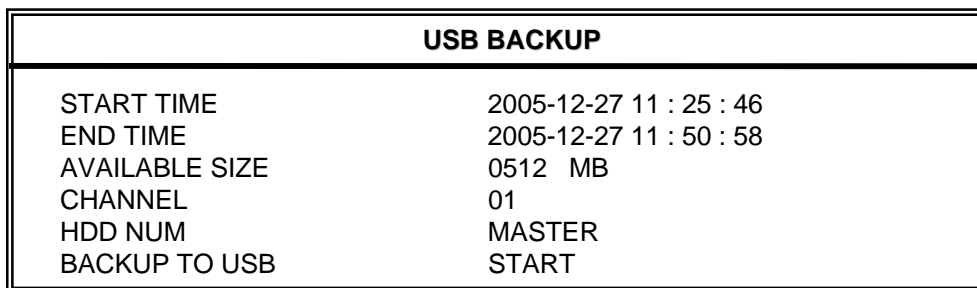 USB BACKUP
START TIME 2005-12-27 11 : 25 : 46
END TIME 2005-12-27 11 : 50 : 58
AVAILABLE SIZE 0512 MB
CHANNEL 01
HDD NUM MASTER
BACKUP TO USB START